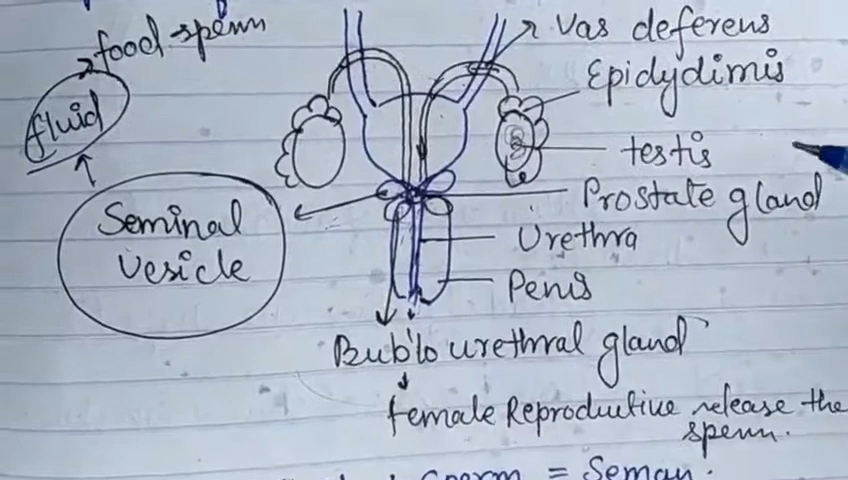 food sperm
fluid
Seminal
vesicle
Vas deferens
Epidydimis
testis
Prostate gland
Urethra
Penis
Bub'lo urethral gland
female Reproductive release the
sperm.
sperm = Seman.